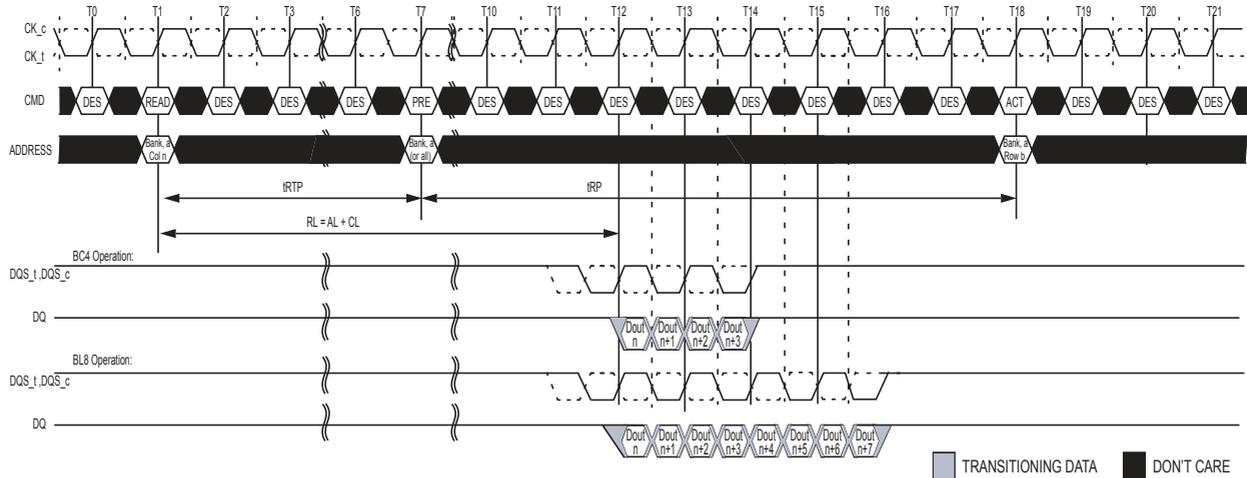 T0 T1 T2 T3 T6 T7 T10 T11 T12 T13 T14 T15 T16 T17 T18 T19 T20 T21
CK_c
CK_t
CMD DES READ DES DES DES PRE DES DES DES DES DES DES DES DES ACT DES DES DES
ADDRESS
Bank, a
Col n
Bank, a
(or all)
Bank, a
Row b
tRTP tRP
RL = AL + CL
BC4 Operation:
DQS_t ,DQS_c
DQ
Dout
n
Dout
n+1
Dout
n+2
Dout
n+3
BL8 Operation:
DQS_t ,DQS_c
DQ
Dout
n
Dout
n+1
Dout
n+2
Dout
n+3
Dout
n+4
Dout
n+5
Dout
n+6
Dout
n+7
TRANSITIONING DATA DON'T CARE